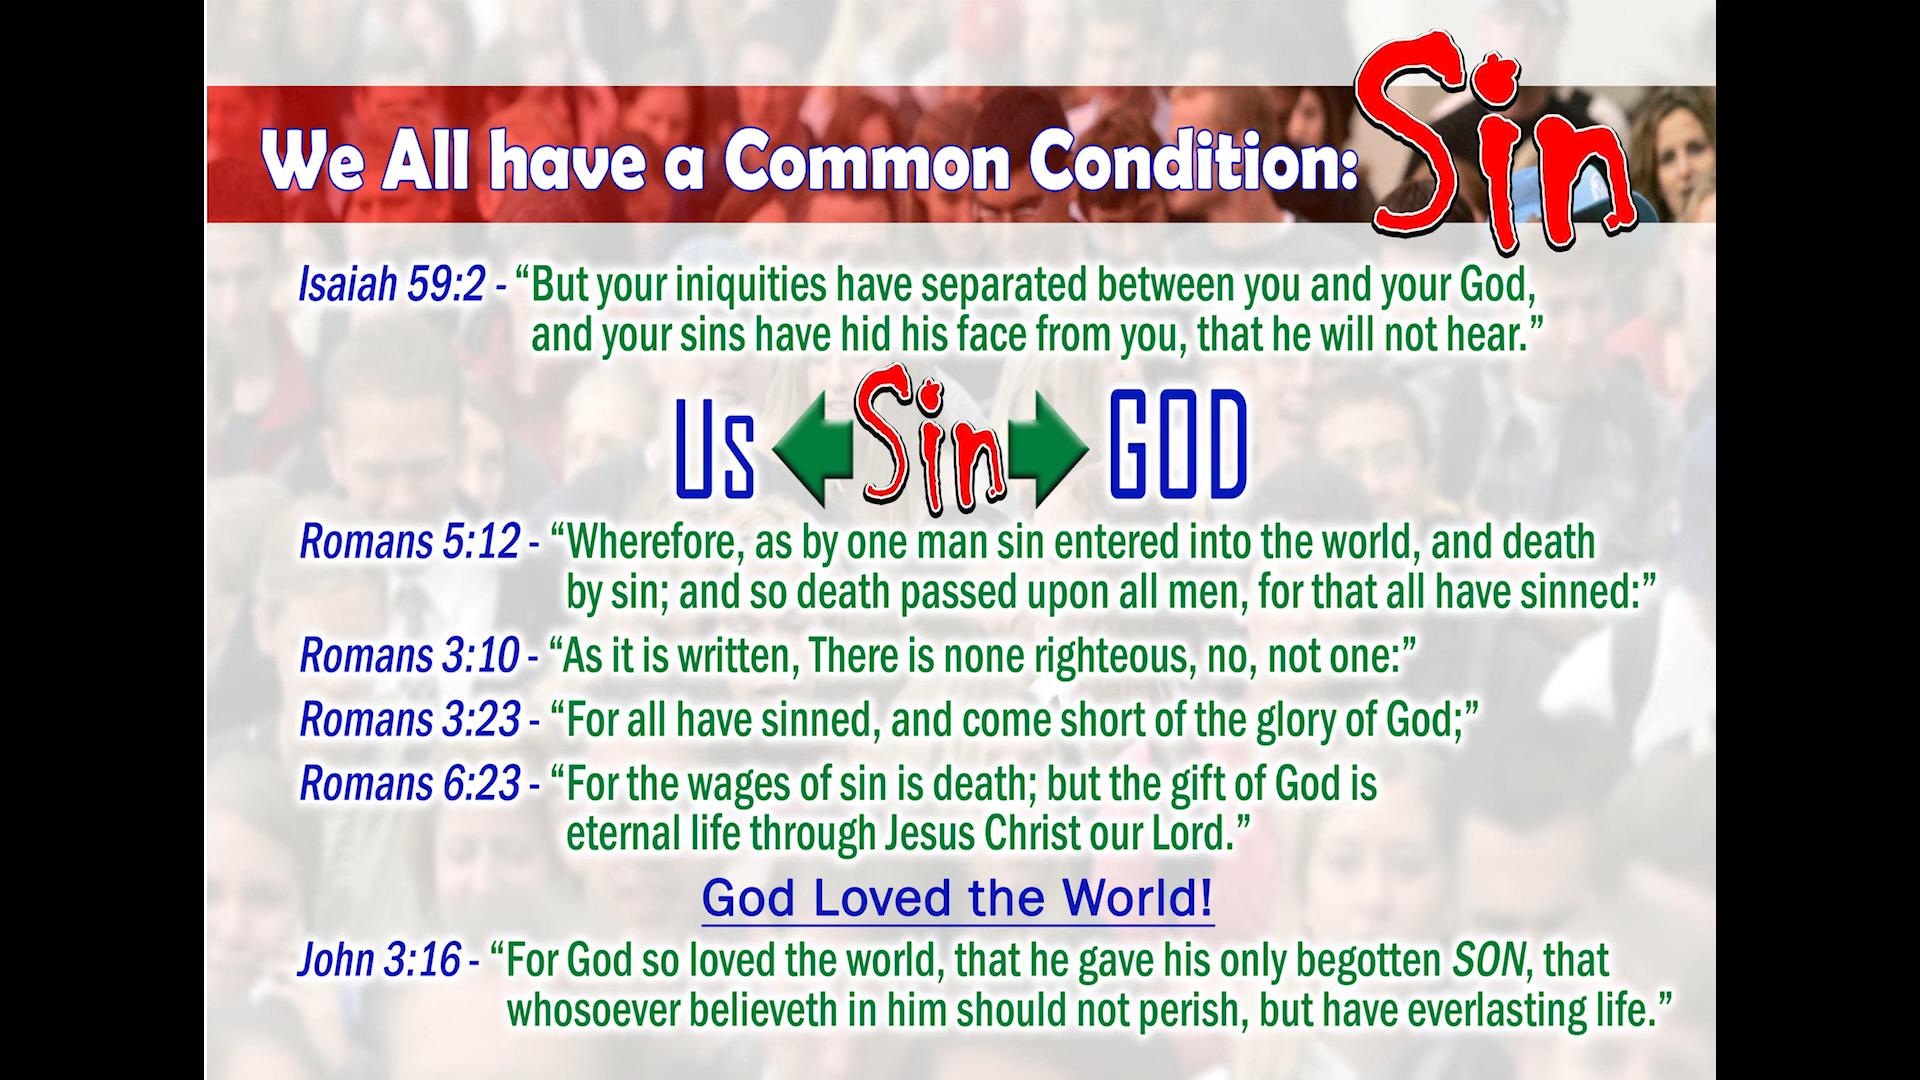 We All have a Common Condition: Sin
Isaiah 59:2 - “But your iniquities have separated between you and your God,
and your sins have hid his face from you, that he will not hear.”
Us Sin GOD
Romans 5:12 - “Wherefore, as by one man sin entered into the world, and death
by sin; and so death passed upon all men, for that all have sinned:”
Romans 3:10 - “As it is written, There is none righteous, no, not one:”
Romans 3:23 - “For all have sinned, and come short of the glory of God;”
Romans 6:23 - “For the wages of sin is death; but the gift of God is
eternal life through Jesus Christ our Lord.”
God Loved the World!
John 3:16 - “For God so loved the world, that he gave his only begotten SON, that
whosoever believeth in him should not perish, but have everlasting life.”